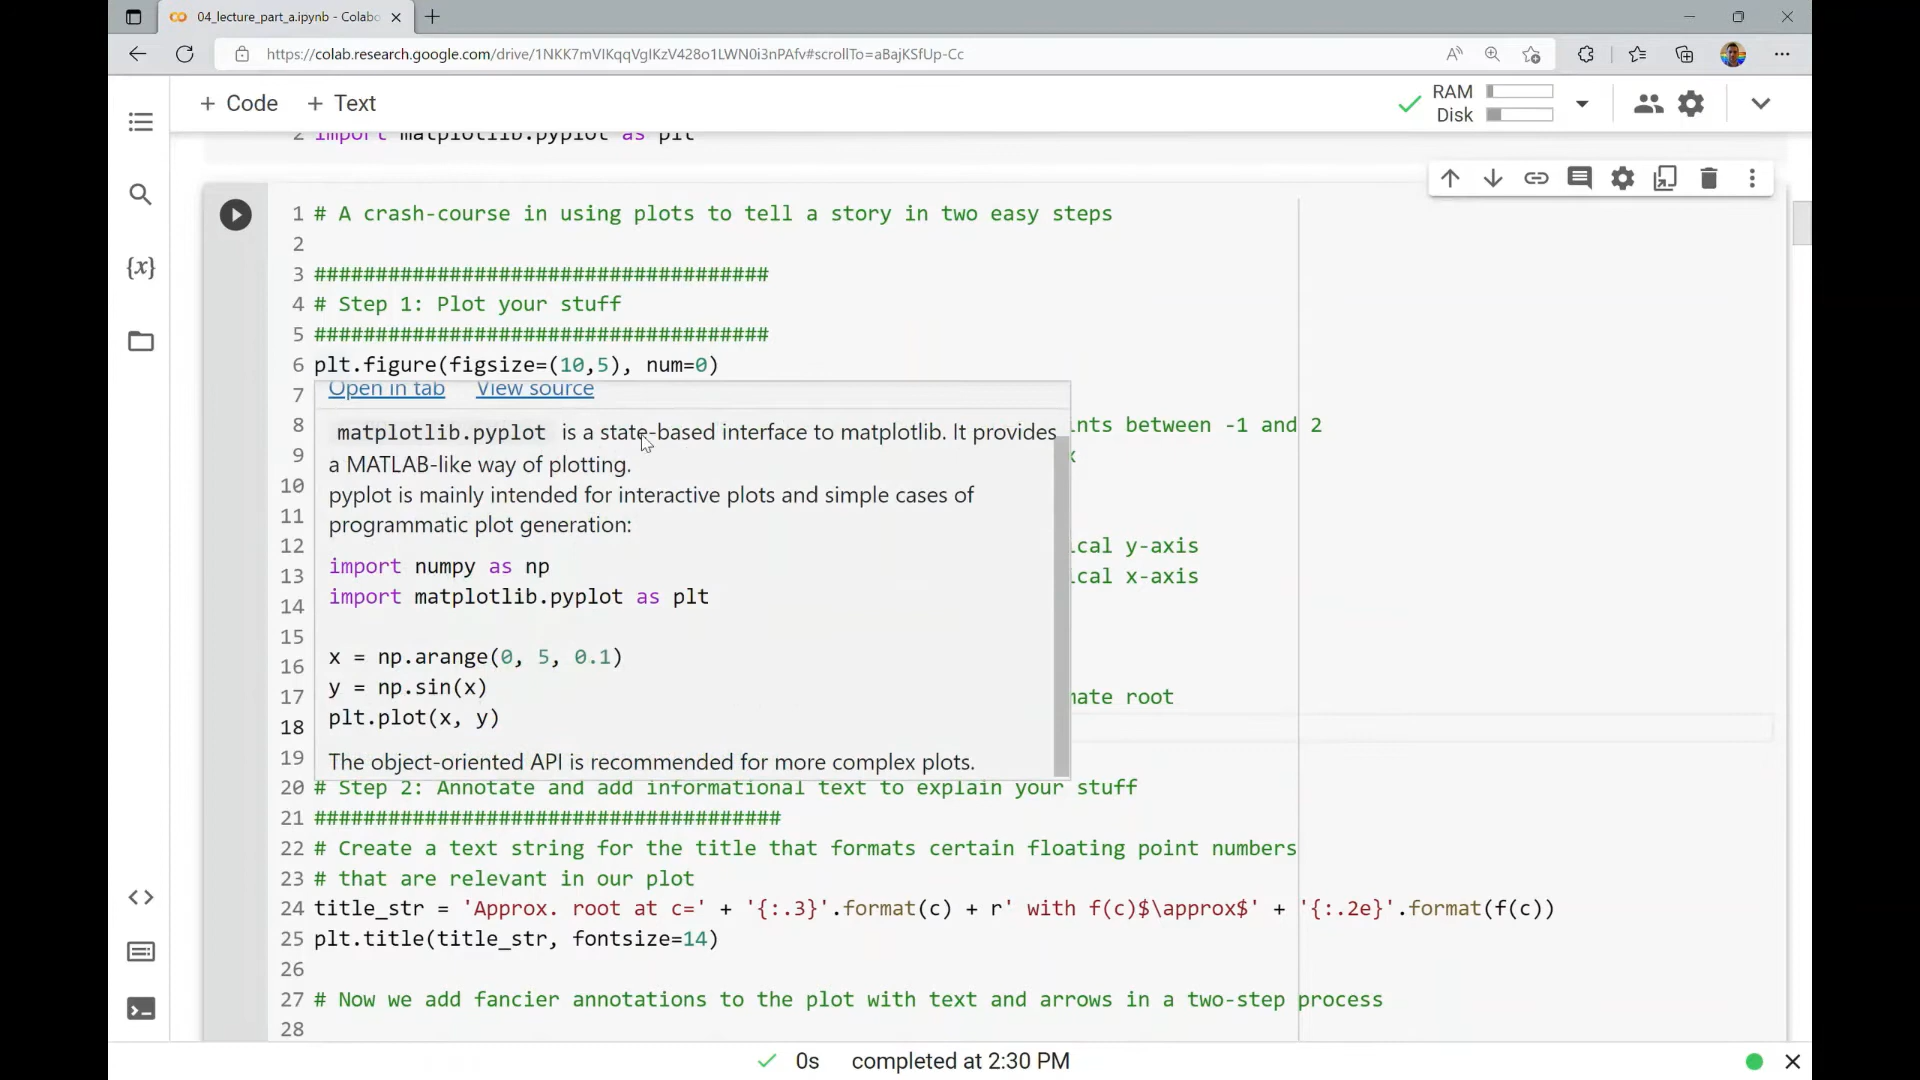 04_lecture_part_a.ipynb - Colabo
https://colab.research.google.com/drive/1NKK7mVIKqqVgIKzV428o1LWN0i3nPAfv#scrollTo=aBajKSfUp-Cc
+ Code + Text
RAM
Disk
2 import matplotlib.pyplot as plt
1 # A crash-course in using plots to tell a story in two easy steps
2
3 #####################################
4 # Step 1: Plot your stuff
5 #####################################
6 plt.figure(figsize=(10,5), num=0)
7
Open in tab View source
8 nts between -1 and 2
matplotlib.pyplot is a state-based interface to matplotlib. It provides
9 x
a MATLAB-like way of plotting.
10
pyplot is mainly intended for interactive plots and simple cases of
11
programmatic plot generation:
12 ical y-axis
import numpy as np
13 ical x-axis
import matplotlib.pyplot as plt
14
15
x = np.arange(0, 5, 0.1)
16
y = np.sin(x)
17 mate root
plt.plot(x, y)
18
19
The object-oriented API is recommended for more complex plots.
20 # Step 2: Annotate and add informational text to explain your stuff
21 ######################################
22 # Create a text string for the title that formats certain floating point numbers
23 # that are relevant in our plot
24 title_str = 'Approx. root at c=' + '{:.3}'.format(c) + r' with f(c)$\approx$' + '{:.2e}'.format(f(c))
25 plt.title(title_str, fontsize=14)
26
27 # Now we add fancier annotations to the plot with text and arrows in a two-step process
28
0s completed at 2:30 PM